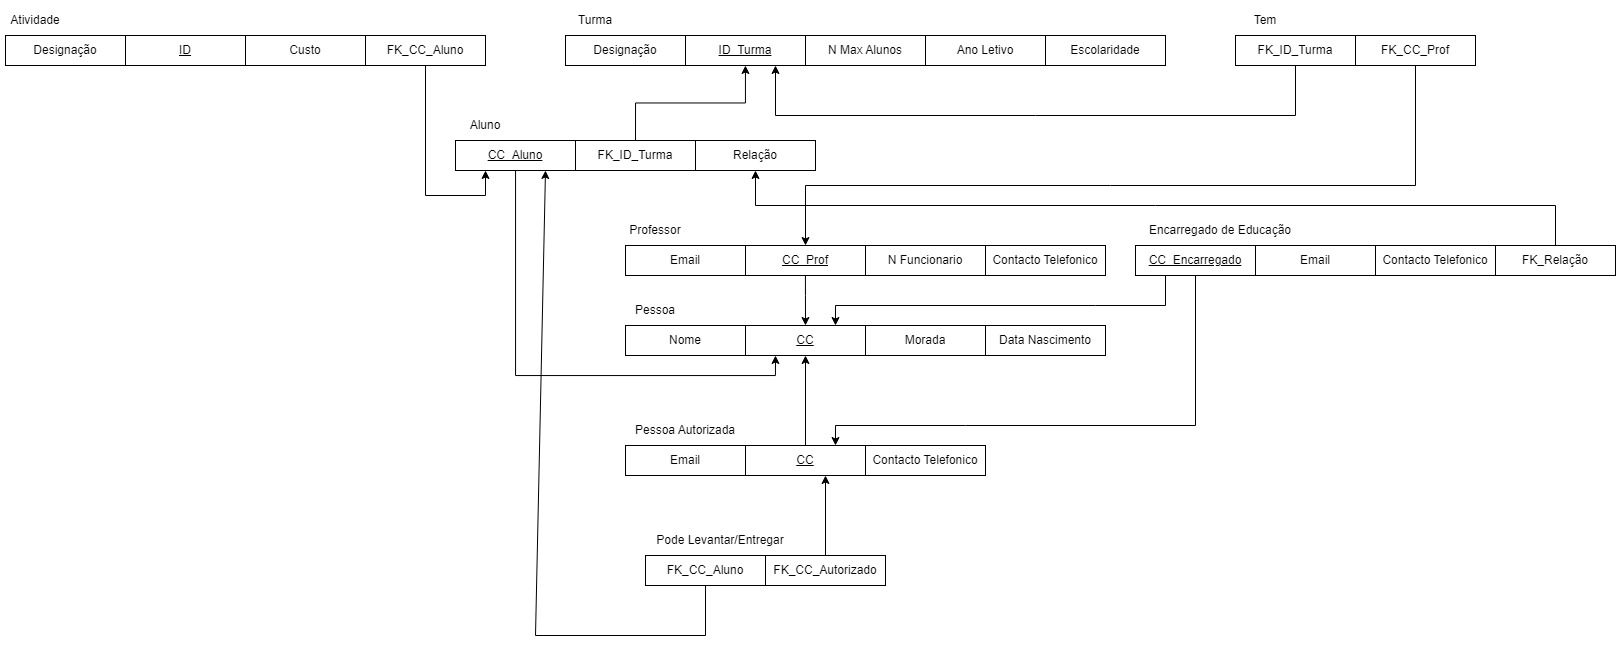 Atividade
Designação ID Custo FK_CC_Aluno
Turma
Designação ID_Turma N Max Alunos Ano Letivo Escolaridade
Tem
FK_ID_Turma FK_CC_Prof
Aluno
CC_Aluno FK_ID_Turma Relação
Professor
Email CC_Prof N Funcionario Contacto Telefonico
Encarregado de Educação
CC_Encarregado Email Contacto Telefonico FK_Relação
Pessoa
Nome CC Morada Data Nascimento
Pessoa Autorizada
Email CC Contacto Telefonico
Pode Levantar/Entregar
FK_CC_Aluno FK_CC_Autorizado